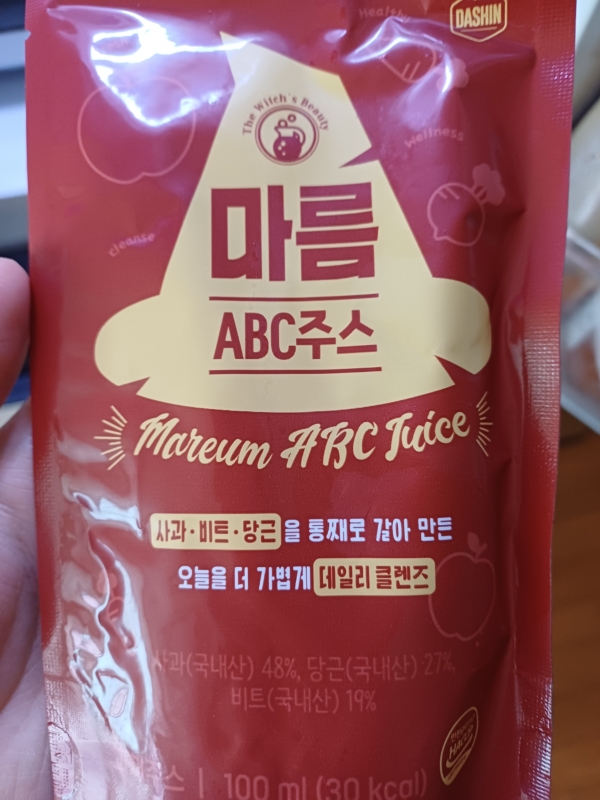 DASHIN
Health
The Witch's Beauty
wellness
cleanse
마름
ABC주스
Mareum ABC Juice
사과·비트·당근을 통째로 갈아 만든
오늘을 더 가볍게 데일리 클렌즈
사과(국내산) 48%, 당근(국내산) 27%,
비트(국내산) 19%
HACCP
| 100 ml (30 kcal)